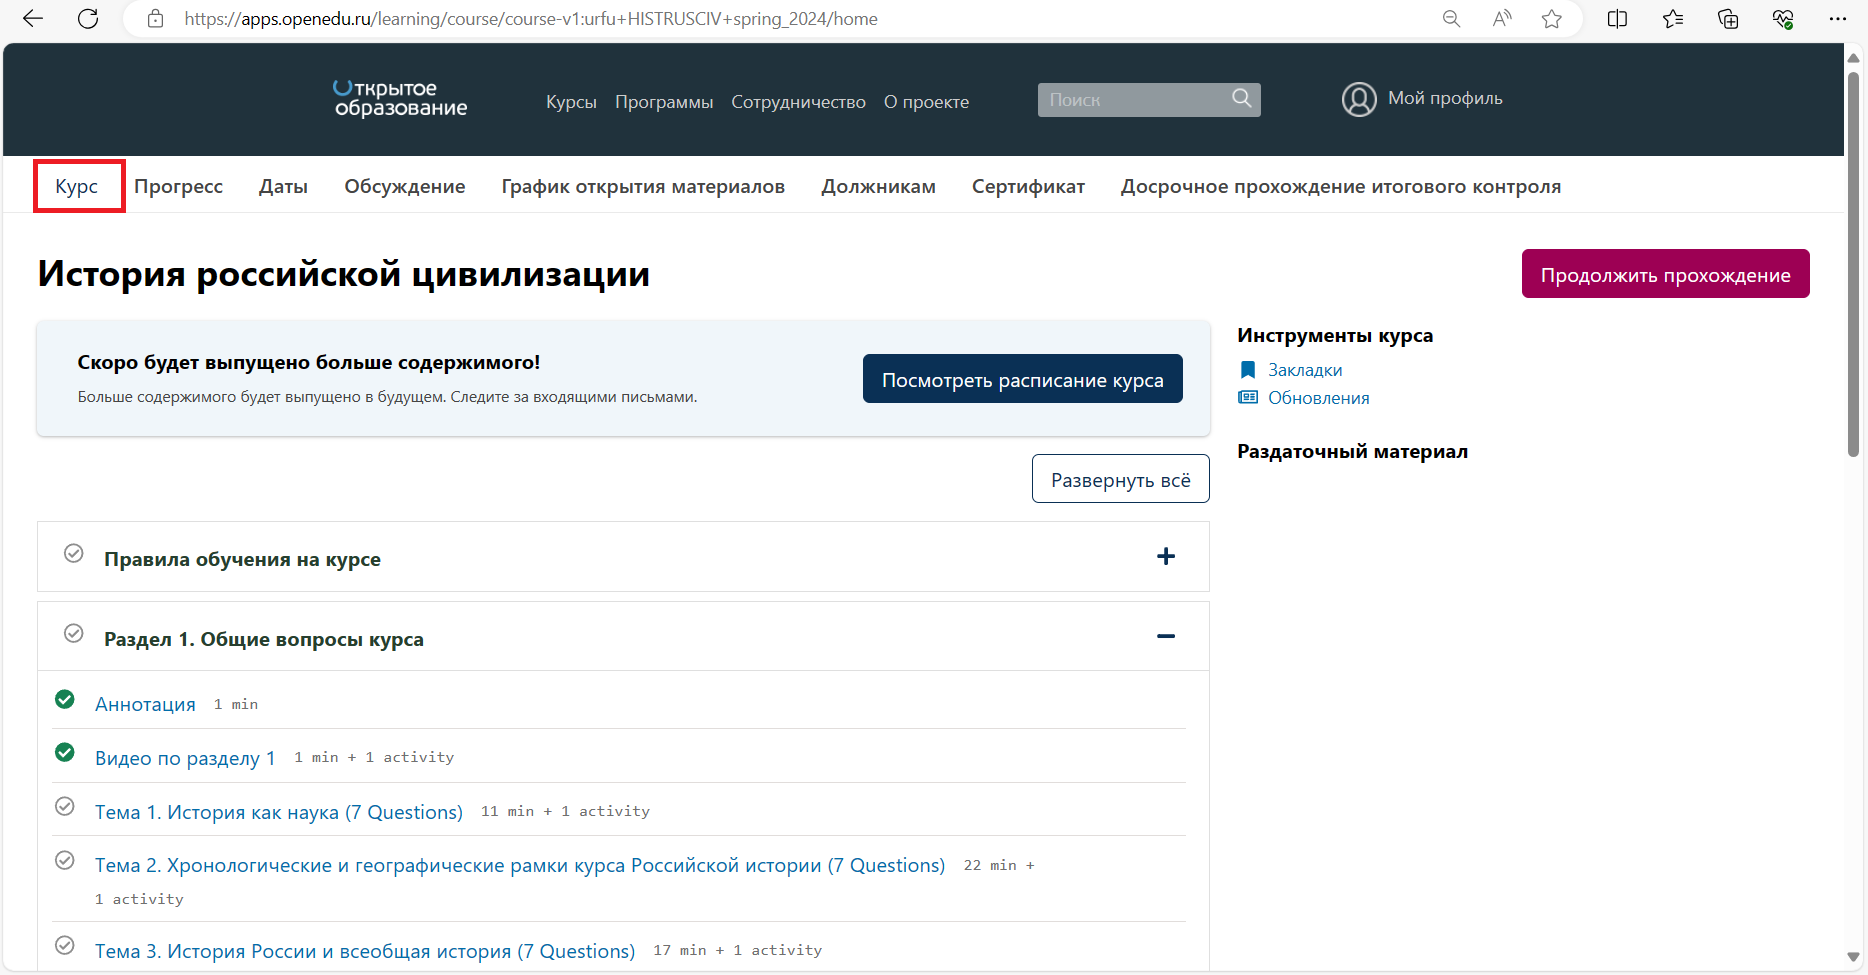 https://apps.openedu.ru/learning/course/course-v1:urfu+HISTRUSCIV+spring_2024/home
Открытое
образование
Курсы Программы Сотрудничество О проекте
Поиск
Мой профиль
Курс Прогресс Даты Обсуждение График открытия материалов Должникам Сертификат Досрочное прохождение итогового контроля
История российской цивилизации
Продолжить прохождение
Скоро будет выпущено больше содержимого!
Больше содержимого будет выпущено в будущем. Следите за входящими письмами.
Посмотреть расписание курса
Инструменты курса
Закладки
Обновления
Раздаточный материал
Развернуть всё
Правила обучения на курсе
Раздел 1. Общие вопросы курса
Аннотация 1 min
Видео по разделу 1 1 min + 1 activity
Тема 1. История как наука (7 Questions) 11 min + 1 activity
Тема 2. Хронологические и географические рамки курса Российской истории (7 Questions) 22 min +
1 activity
Тема 3. История России и всеобщая история (7 Questions) 17 min + 1 activity